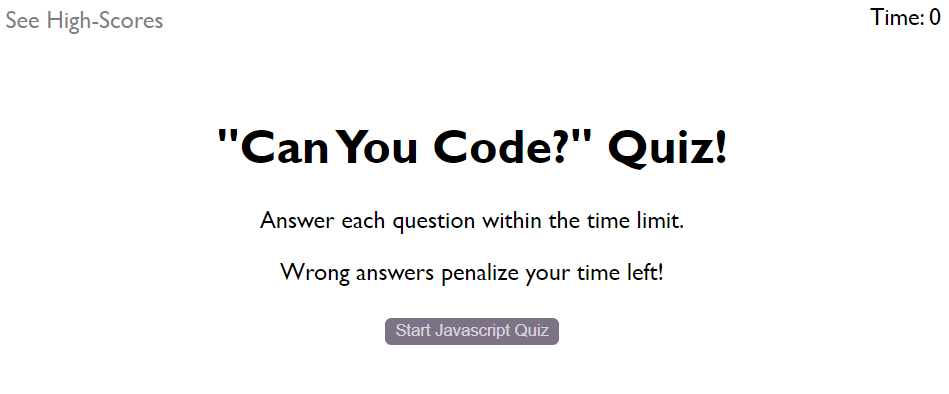 See High-Scores
Time: 0
"Can You Code?" Quiz!
Answer each question within the time limit.
Wrong answers penalize your time left!
Start Javascript Quiz